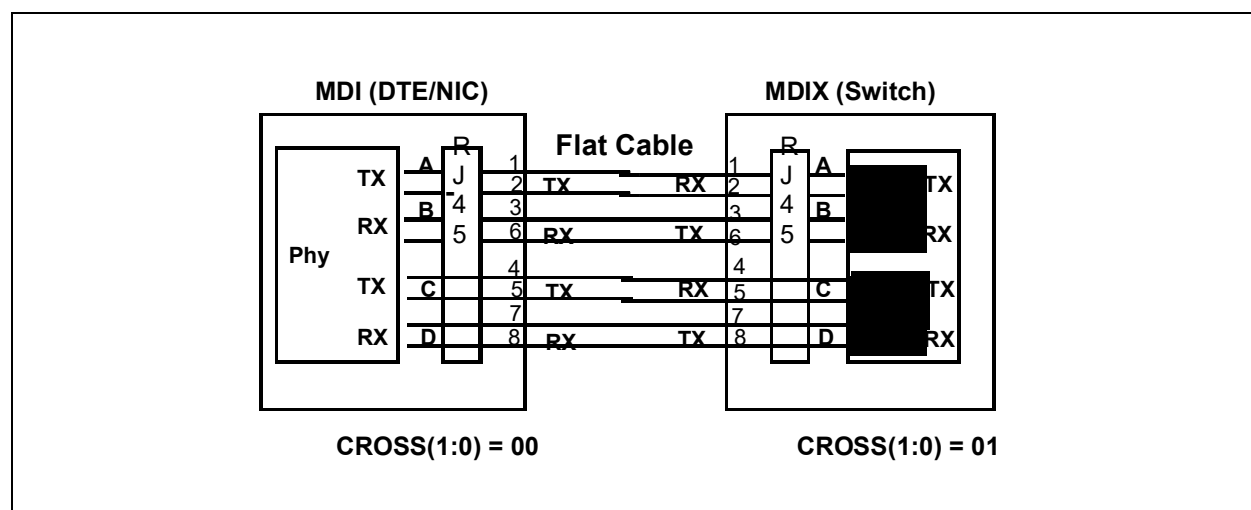 MDI (DTE/NIC)
MDIX (Switch)
Flat Cable
Phy
TX
RX
TX
RX
A
B
C
D
R
J
4
5
1
2
3
6
4
5
7
8
TX
RX
TX
RX
RX
TX
RX
TX
1
2
3
6
4
5
7
8
R
J
4
5
A
B
C
D
TX
RX
TX
RX
CROSS(1:0) = 00
CROSS(1:0) = 01